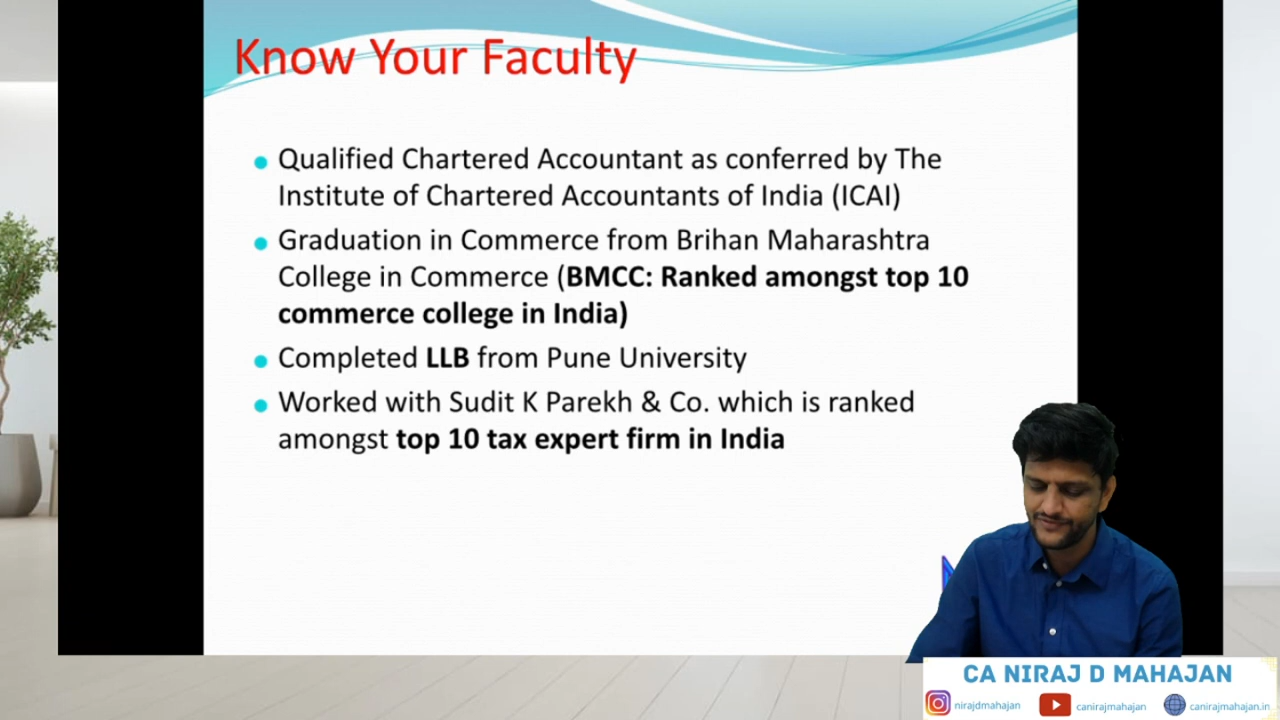 Know Your Faculty
Qualified Chartered Accountant as conferred by The
Institute of Chartered Accountants of India (ICAI)
Graduation in Commerce from Brihan Maharashtra
College in Commerce (BMCC: Ranked amongst top 10
commerce college in India)
Completed LLB from Pune University
Worked with Sudit K Parekh & Co. which is ranked
amongst top 10 tax expert firm in India
CA NIRAJ D MAHAJAN
nirajdmahajan canirajmahajan canirajmahajan.in